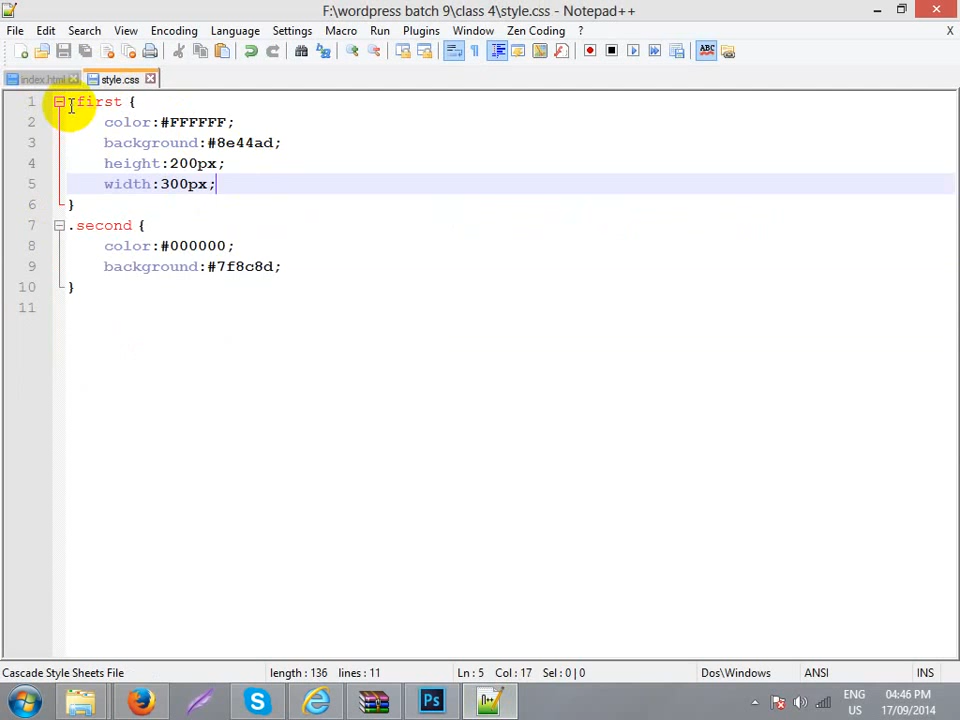 F:\wordpress batch 9\class 4\style.css - Notepad++
File Edit Search View Encoding Language Settings Macro Run Plugins Window Zen Coding ? X
index.html style.css
1 .first {
2 color:#FFFFFF;
3 background:#8e44ad;
4 height:200px;
5 width:300px;
6 }
7 .second {
8 color:#000000;
9 background:#7f8c8d;
10 }
11
Cascade Style Sheets File length : 136 lines : 11 Ln : 5 Col : 17 Sel : 0 | 0 Dos\Windows ANSI INS
ENG 04:46 PM
US 17/09/2014